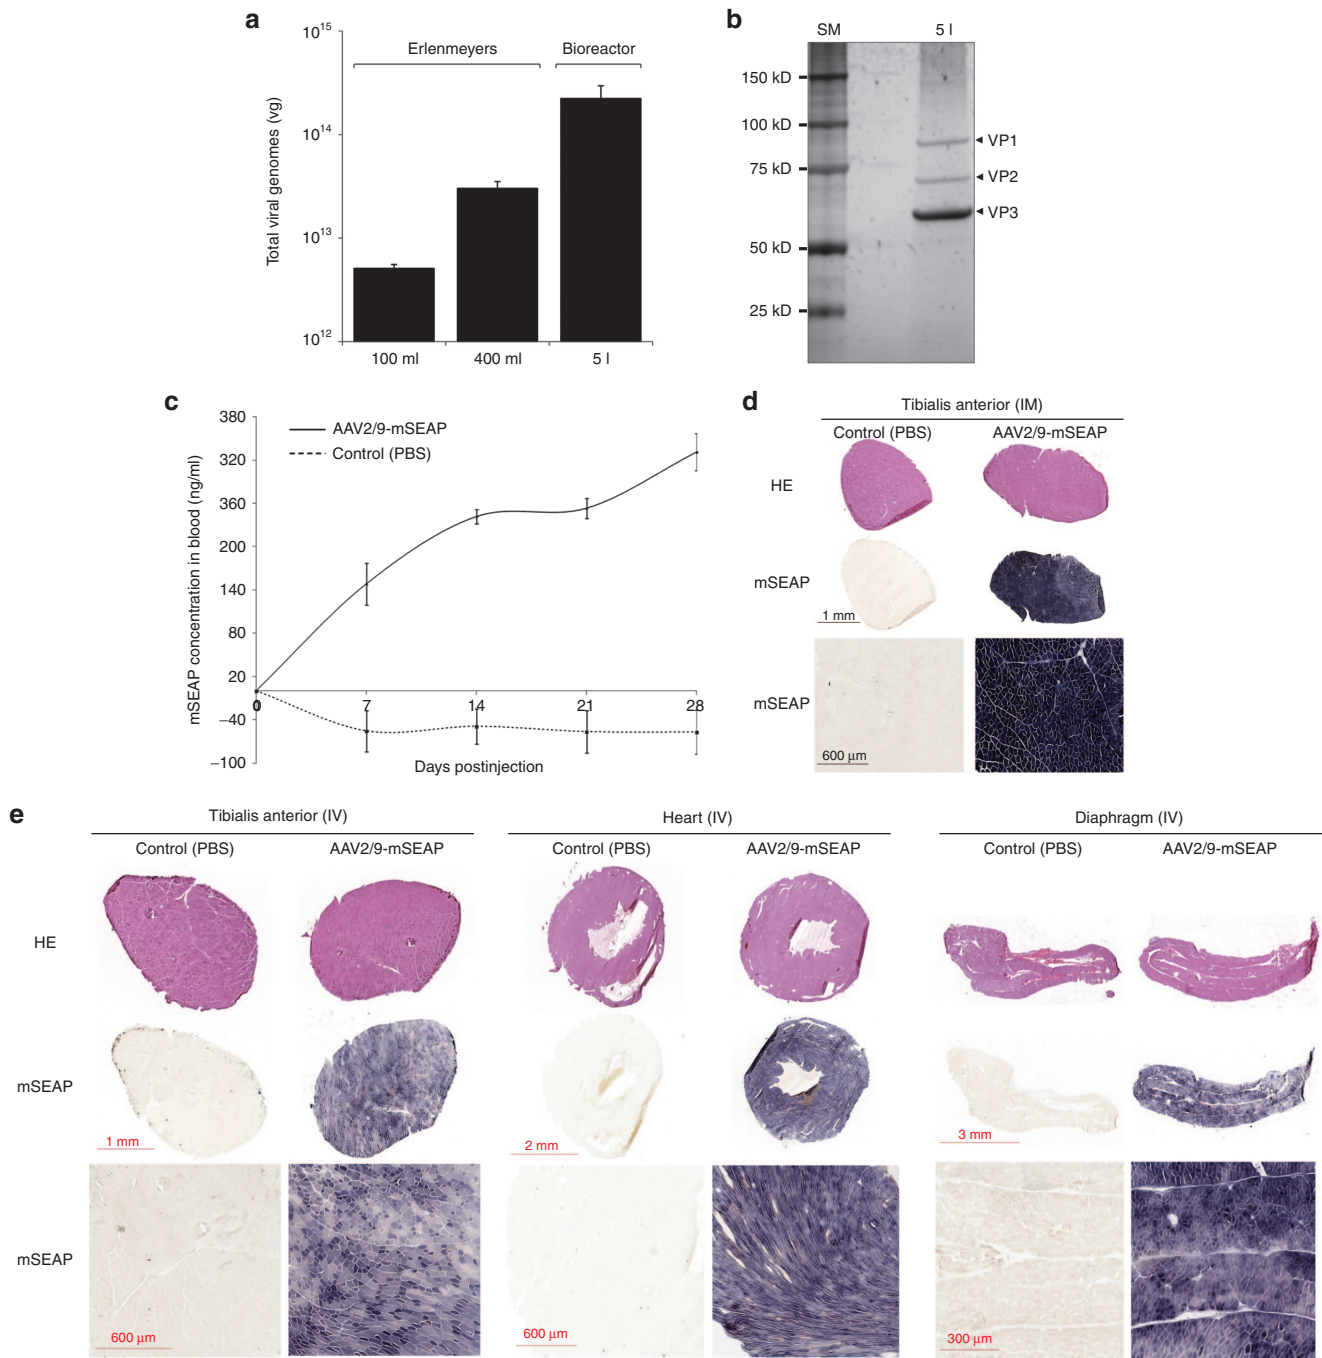 a
Total viral genomes (vg)
10^15
10^14
10^13
10^12
Erlenmeyers
Bioreactor
100 ml
400 ml
5 l
b
SM
5 l
150 kD
100 kD
75 kD
50 kD
25 kD
VP1
VP2
VP3
c
mSEAP concentration in blood (ng/ml)
380
320
360
200
140
80
20
−40
−100
AAV2/9-mSEAP
Control (PBS)
0
7
14
21
28
Days postinjection
d
Tibialis anterior (IM)
Control (PBS)
AAV2/9-mSEAP
HE
mSEAP
1 mm
mSEAP
600 µm
e
Tibialis anterior (IV)
Heart (IV)
Diaphragm (IV)
Control (PBS)
AAV2/9-mSEAP
Control (PBS)
AAV2/9-mSEAP
Control (PBS)
AAV2/9-mSEAP
HE
mSEAP
1 mm
2 mm
3 mm
mSEAP
600 µm
600 µm
300 µm